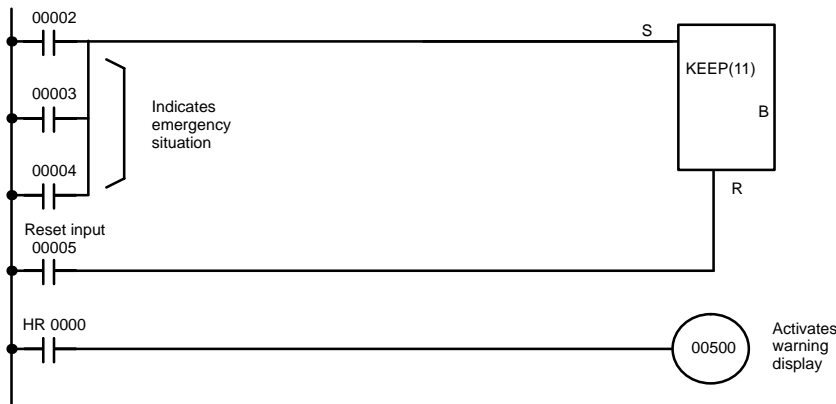 00002
S
KEEP(11)
00003
B
Indicates
emergency
situation
00004
R
Reset input
00005
HR 0000
00500
Activates
warning
display